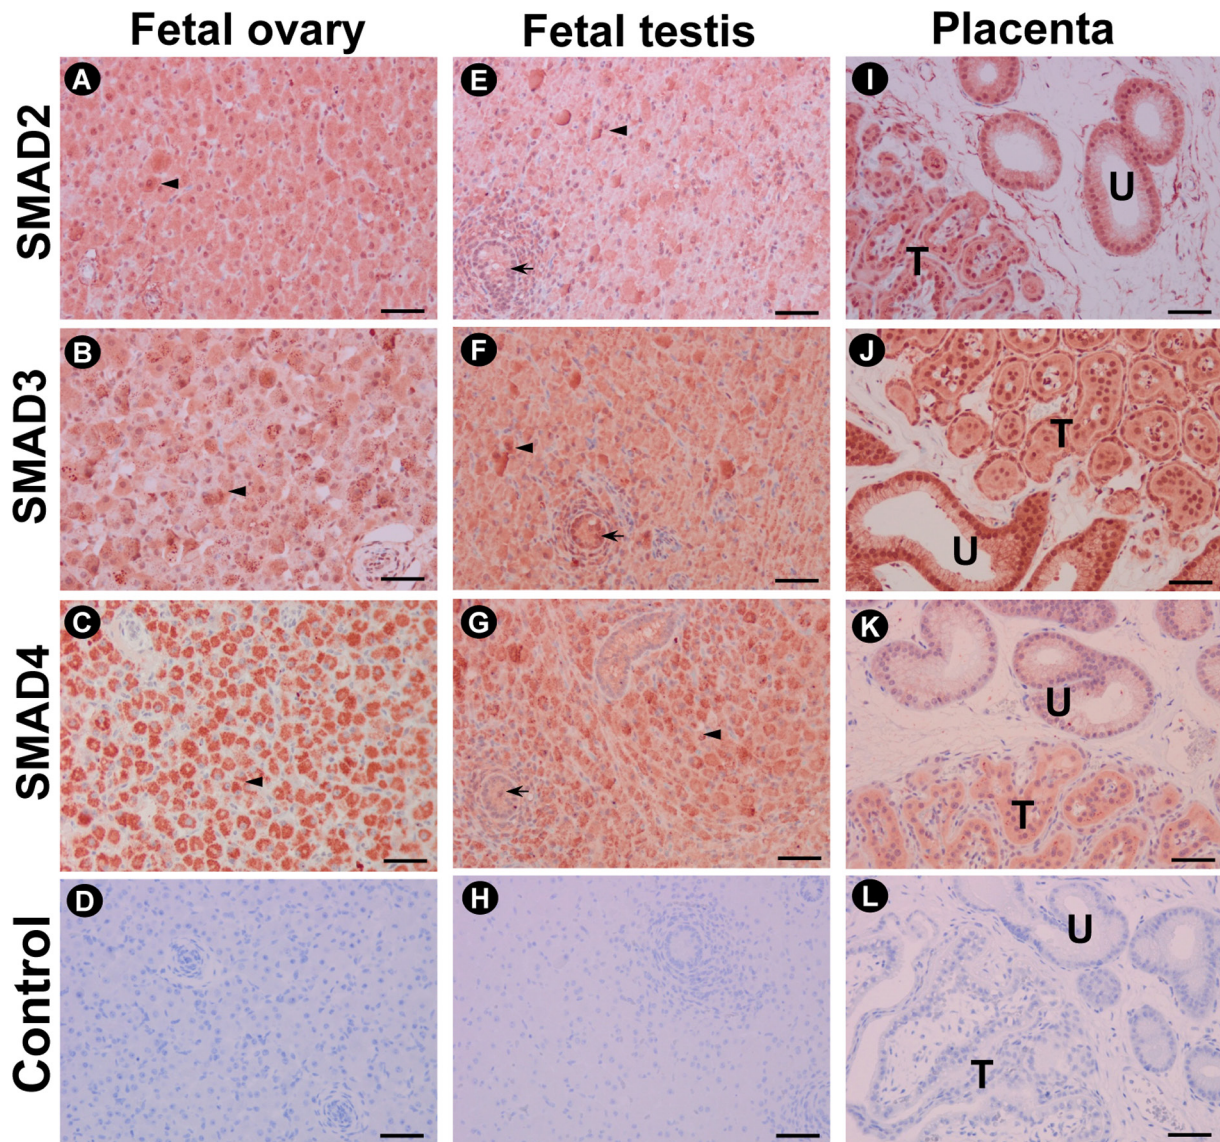 Fetal ovary Fetal testis Placenta
SMAD2
A
E
I
U
T
SMAD3
B
F
J
T
U
SMAD4
C
G
K
U
T
Control
D
H
L
U
T